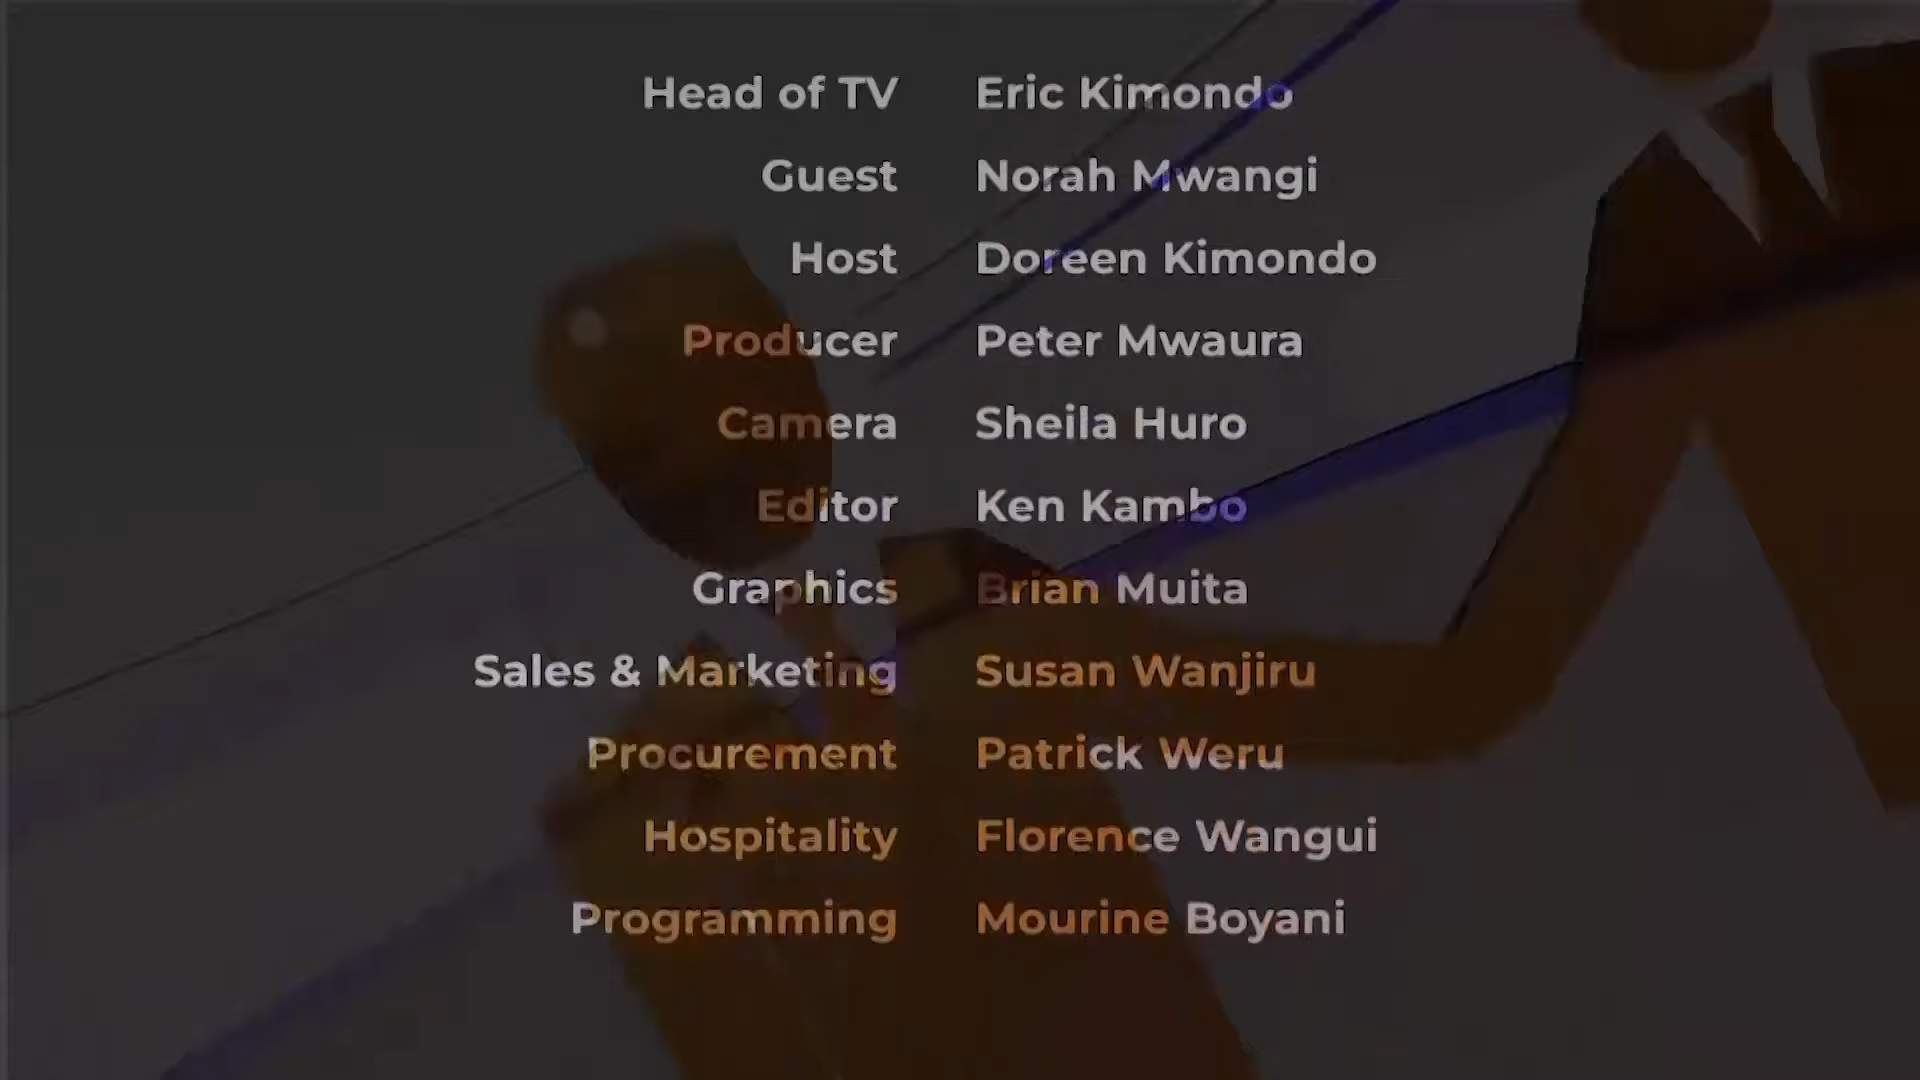 Head of TV Eric Kimondo
Guest Norah Mwangi
Host Doreen Kimondo
Producer Peter Mwaura
Camera Sheila Huro
Editor Ken Kambo
Graphics Brian Muita
Sales & Marketing Susan Wanjiru
Procurement Patrick Weru
Hospitality Florence Wangui
Programming Mourine Boyani